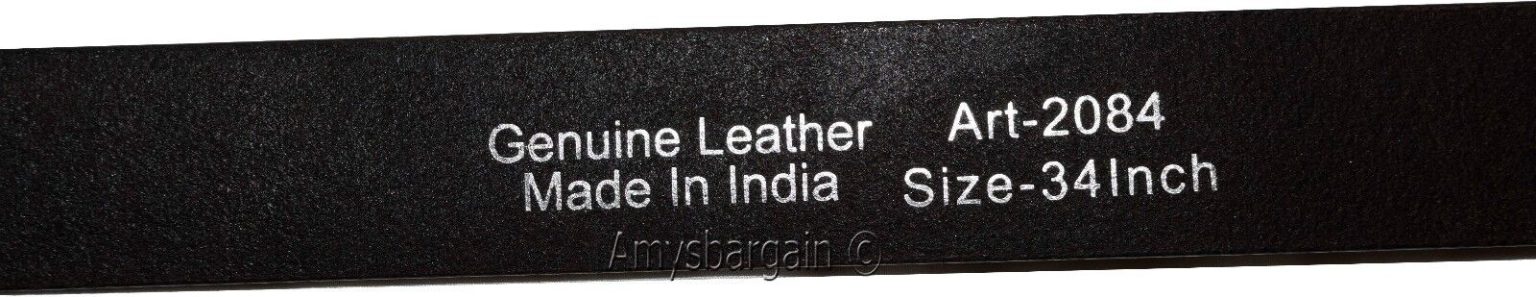 Genuine Leather
Made In India
Art-2084
Size-34Inch
Amysbargain ©